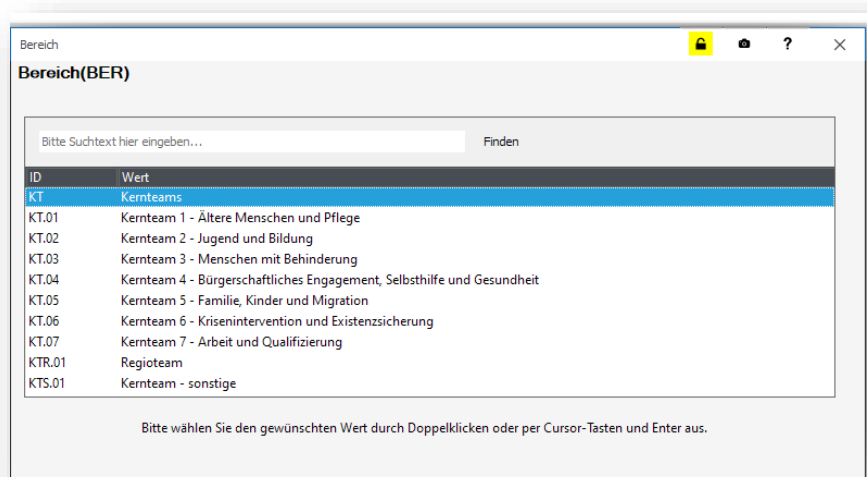 Bereich
?
Bereich(BER)
Bitte Suchtext hier eingeben... Finden
ID Wert
KT Kernteams
KT.01 Kernteam 1 - Ältere Menschen und Pflege
KT.02 Kernteam 2 - Jugend und Bildung
KT.03 Kernteam 3 - Menschen mit Behinderung
KT.04 Kernteam 4 - Bürgerschaftliches Engagement, Selbsthilfe und Gesundheit
KT.05 Kernteam 5 - Familie, Kinder und Migration
KT.06 Kernteam 6 - Krisenintervention und Existenzsicherung
KT.07 Kernteam 7 - Arbeit und Qualifizierung
KTR.01 Regioteam
KTS.01 Kernteam - sonstige
Bitte wählen Sie den gewünschten Wert durch Doppelklicken oder per Cursor-Tasten und Enter aus.